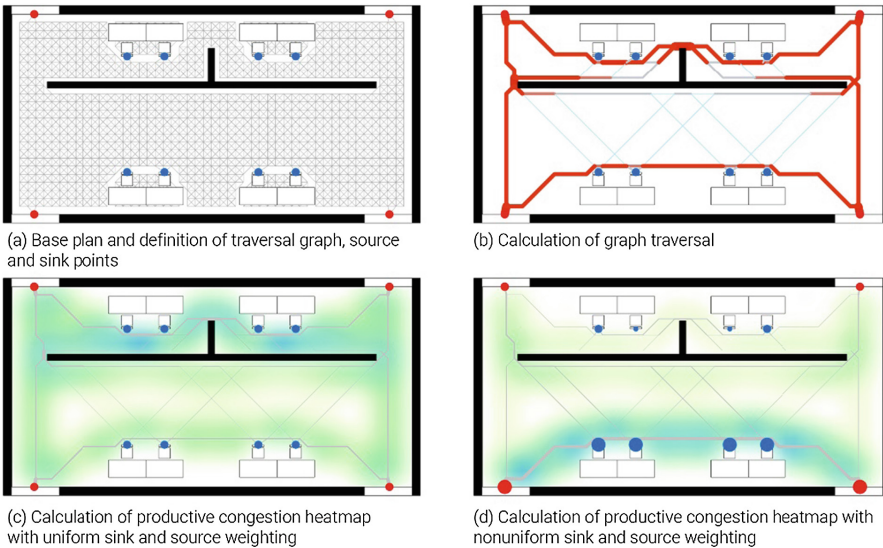 (a) Base plan and definition of traversal graph, source
and sink points
(b) Calculation of graph traversal
(c) Calculation of productive congestion heatmap
with uniform sink and source weighting
(d) Calculation of productive congestion heatmap with
nonuniform sink and source weighting